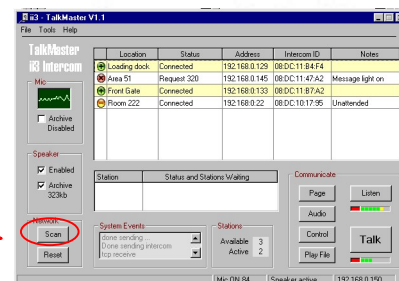 ii3 - TalkMaster V1.1
File Tools Help
TalkMaster
ii3 Intercom
Location Status Address Intercom ID Notes
Loading dock Connected 192.168.0.129 08:DC:11:B4:F4
Area 51 Request 320 192.168.0.145 08:DC:11:47:A2 Message light on
Front Gate Connected 192.168:0.133 08:DC:11:B7:A2
Room 222 Connected 192.168:0.22 08:DC:10:17:95 Unattended
Mic
Archive
Disabled
Speaker
Enabled
Archive
323kb
Network
Scan
Reset
Station Status and Stations Waiting
System Events
done sending ...
Done sending intercom
tcp receive
Stations
Available 3
Active 2
Communicate
Page Listen
Audio
Control Talk
Play File
Mic ON 84 Speaker active 192.168.0.150